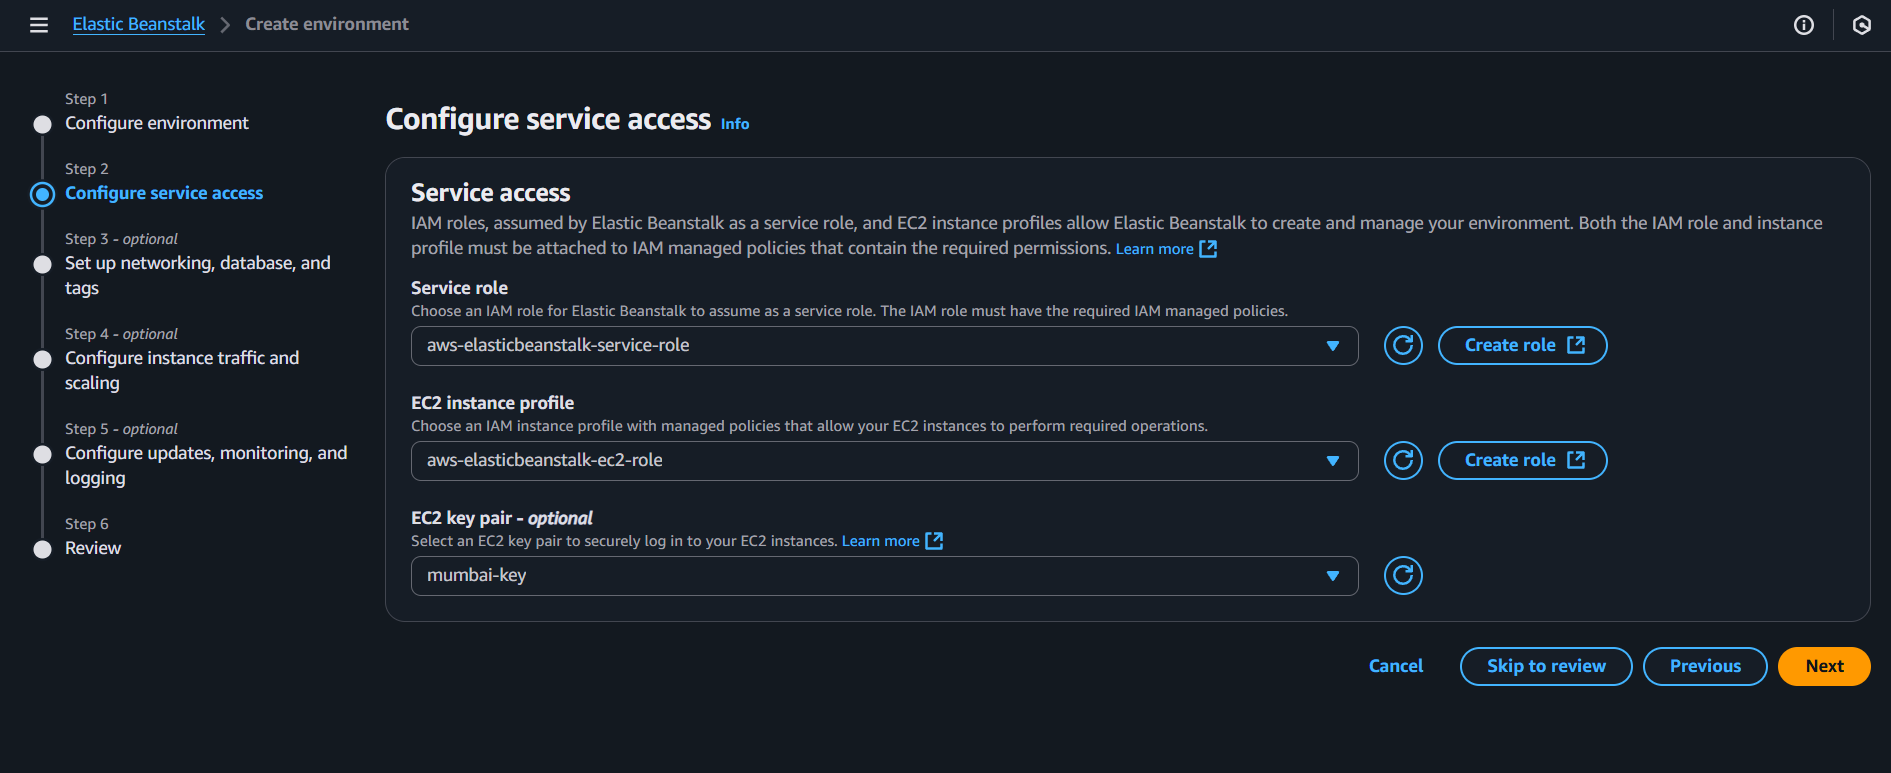 Elastic Beanstalk > Create environment
Step 1
Configure environment
Step 2
Configure service access
Step 3 - optional
Set up networking, database, and
tags
Step 4 - optional
Configure instance traffic and
scaling
Step 5 - optional
Configure updates, monitoring, and
logging
Step 6
Review
Configure service access Info
Service access
IAM roles, assumed by Elastic Beanstalk as a service role, and EC2 instance profiles allow Elastic Beanstalk to create and manage your environment. Both the IAM role and instance
profile must be attached to IAM managed policies that contain the required permissions. Learn more
Service role
Choose an IAM role for Elastic Beanstalk to assume as a service role. The IAM role must have the required IAM managed policies.
aws-elasticbeanstalk-service-role
Create role
EC2 instance profile
Choose an IAM instance profile with managed policies that allow your EC2 instances to perform required operations.
aws-elasticbeanstalk-ec2-role
Create role
EC2 key pair - optional
Select an EC2 key pair to securely log in to your EC2 instances. Learn more
mumbai-key
Cancel
Skip to review
Previous
Next